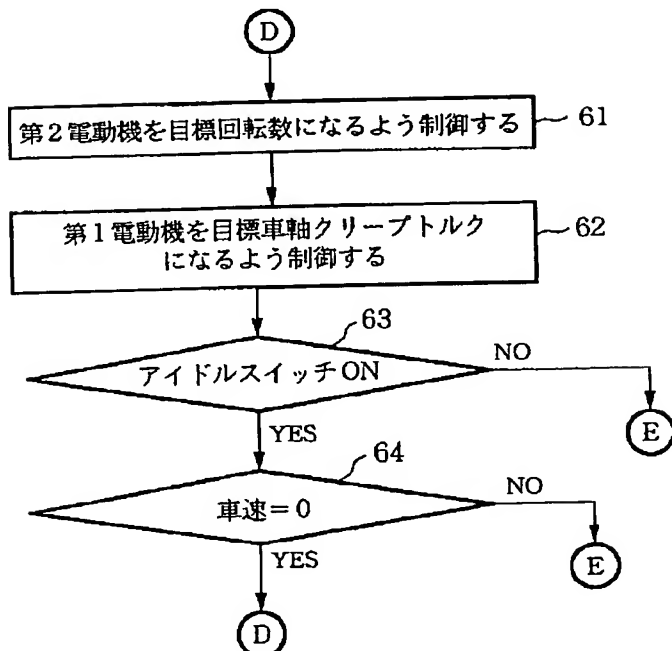 D
第2電動機を目標回転数になるよう制御する
61
第1電動機を目標車軸クリープトルク
になるよう制御する
62
63
アイドルスイッチON
NO
E
YES
64
車速=0
NO
E
YES
D